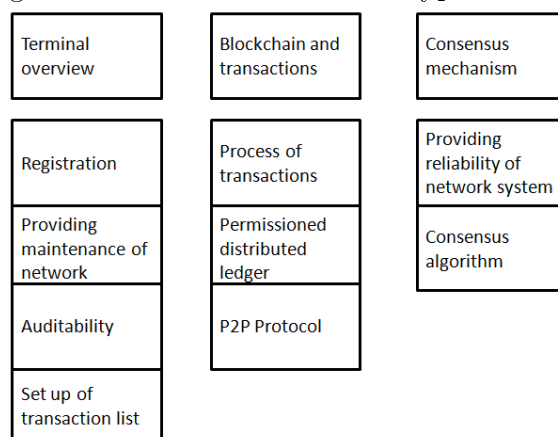 Terminal
overview
Blockchain and
transactions
Consensus
mechanism
Registration
Providing
maintenance of
network
Auditability
Set up of
transaction list
Process of
transactions
Permissioned
distributed
ledger
P2P Protocol
Providing
reliability of
network system
Consensus
algorithm